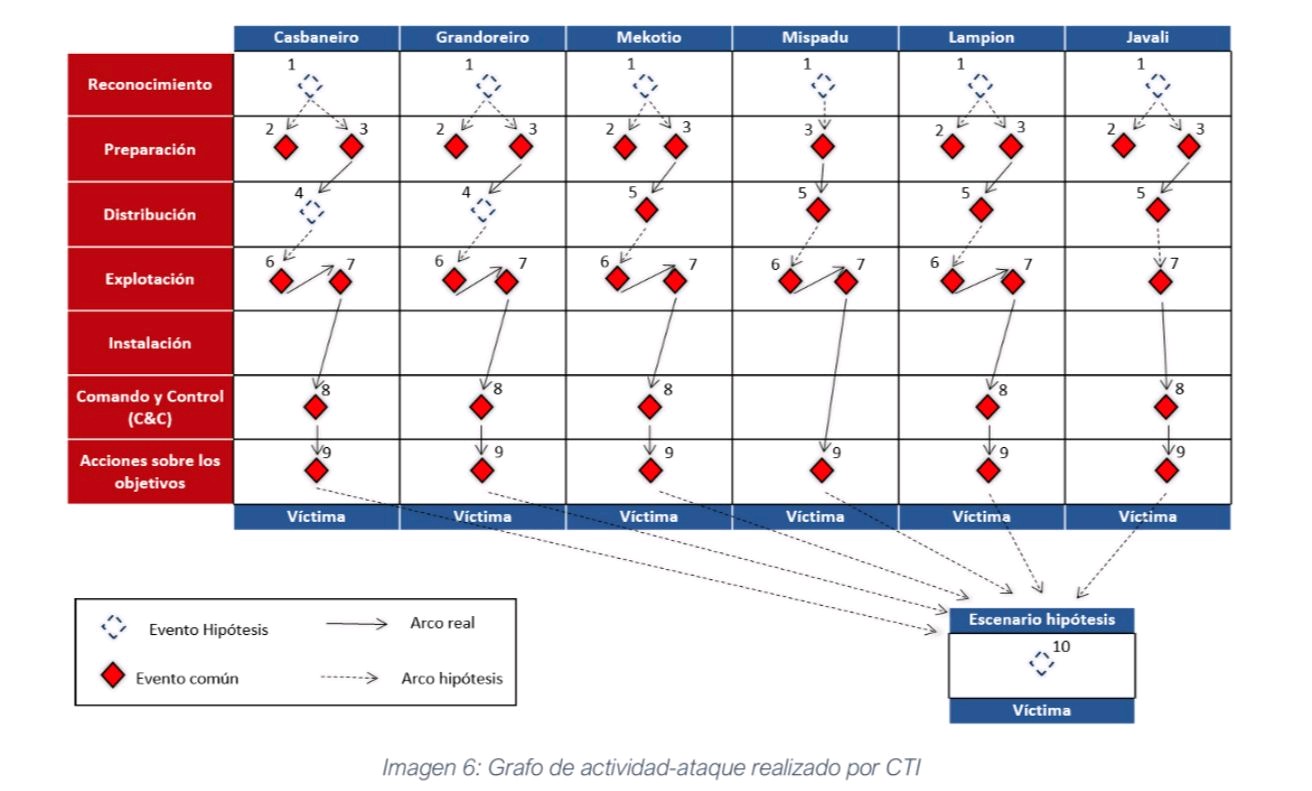 Casbaneiro Grandoreiro Mekotio Mispadu Lampion Javali
Reconocimiento 1 1 1 1 1 1
Preparación 2 3 2 3 2 3 3 2 3 2 3
Distribución 4 4 5 5 5 5
Explotación 6 7 6 7 6 7 6 7 6 7 7
Instalación
Comando y Control
(C&C) 8 8 8 8 8
Acciones sobre los
objetivos 9 9 9 9 9 9
Víctima Víctima Víctima Víctima Víctima Víctima
Evento Hipótesis Arco real
Evento común Arco hipótesis
Escenario hipótesis
10
Víctima
Imagen 6: Grafo de actividad-ataque realizado por CTI